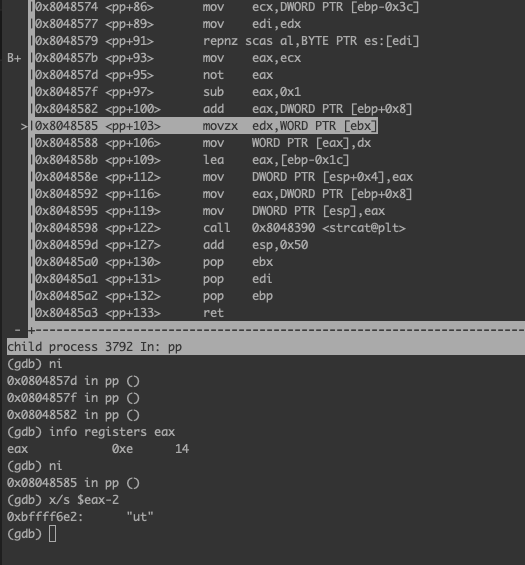 |0x8048574 <pp+86> mov ecx,DWORD PTR [ebp-0x3c]
|0x8048577 <pp+89> mov edi,edx
|0x8048579 <pp+91> repnz scas al,BYTE PTR es:[edi]
B+ |0x804857b <pp+93> mov eax,ecx
|0x804857d <pp+95> not eax
|0x804857f <pp+97> sub eax,0x1
|0x8048582 <pp+100> add eax,DWORD PTR [ebp+0x8]
>|0x8048585 <pp+103> movzx edx,WORD PTR [ebx]
|0x8048588 <pp+106> mov WORD PTR [eax],dx
|0x804858b <pp+109> lea eax,[ebp-0x1c]
|0x804858e <pp+112> mov DWORD PTR [esp+0x4],eax
|0x8048592 <pp+116> mov eax,DWORD PTR [ebp+0x8]
|0x8048595 <pp+119> mov DWORD PTR [esp],eax
|0x8048598 <pp+122> call 0x8048390 <strcat@plt>
|0x804859d <pp+127> add esp,0x50
|0x80485a0 <pp+130> pop ebx
|0x80485a1 <pp+131> pop edi
|0x80485a2 <pp+132> pop ebp
|0x80485a3 <pp+133> ret
- +--------------------------------------------------------------
child process 3792 In: pp
(gdb) ni
0x0804857d in pp ()
0x0804857f in pp ()
0x08048582 in pp ()
(gdb) info registers eax
eax 0xe 14
(gdb) ni
0x08048585 in pp ()
(gdb) x/s $eax-2
0xbffff6e2: "ut"
(gdb)